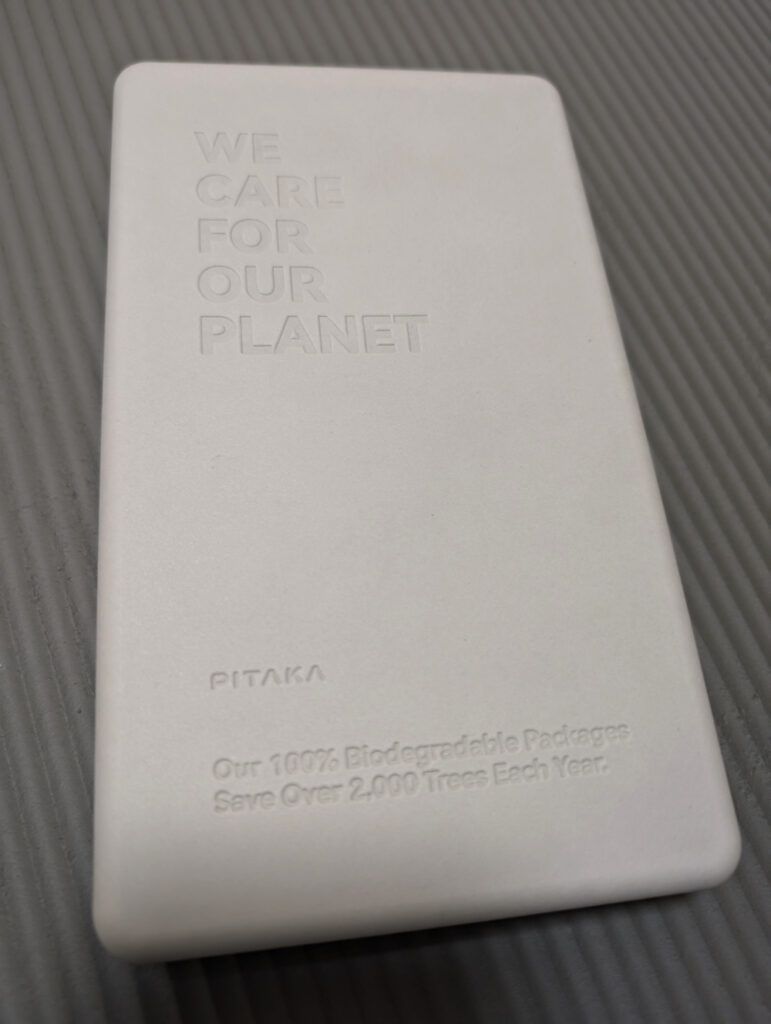 WE
CARE
FOR
OUR
PLANET
PITAKA
Our 100% Biodegradable Packages
Save Over 2,000 Trees Each Year.